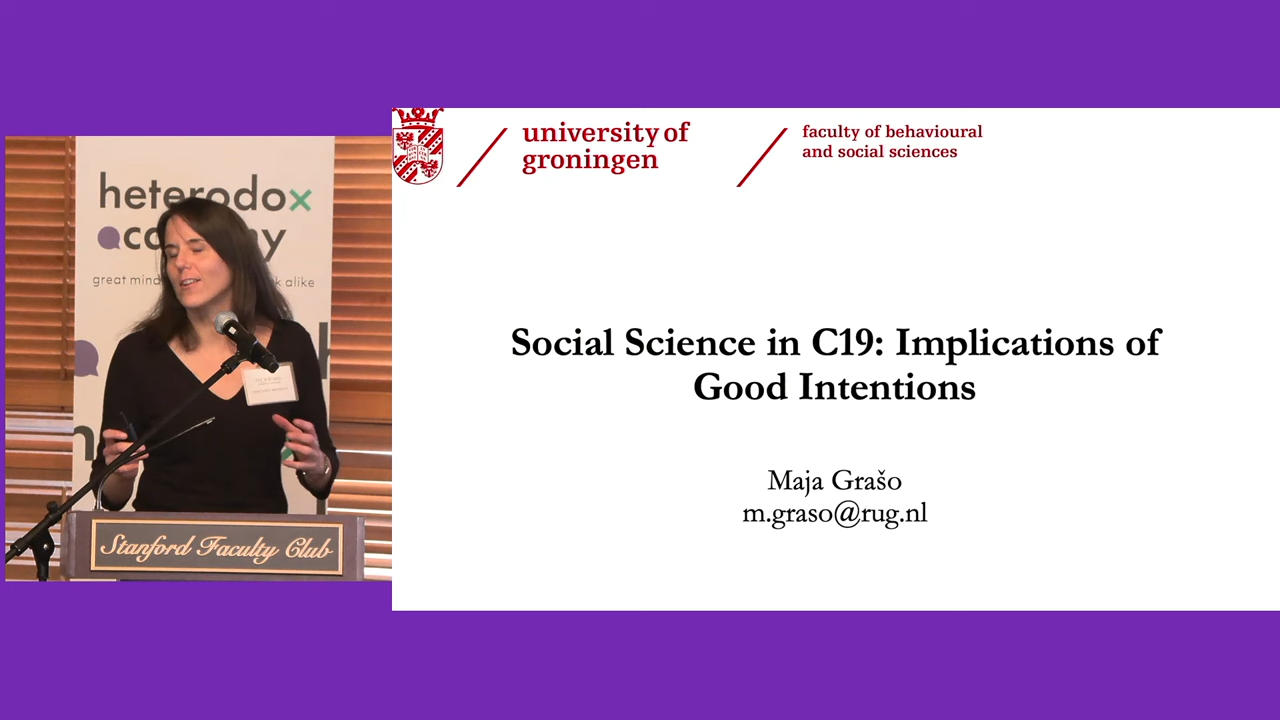 heterodox
great mind
k alike
Stanford Faculty Club
university of
groningen
faculty of behavioural
and social sciences
Social Science in C19: Implications of
Good Intentions
Maja Grašo
m.graso@rug.nl